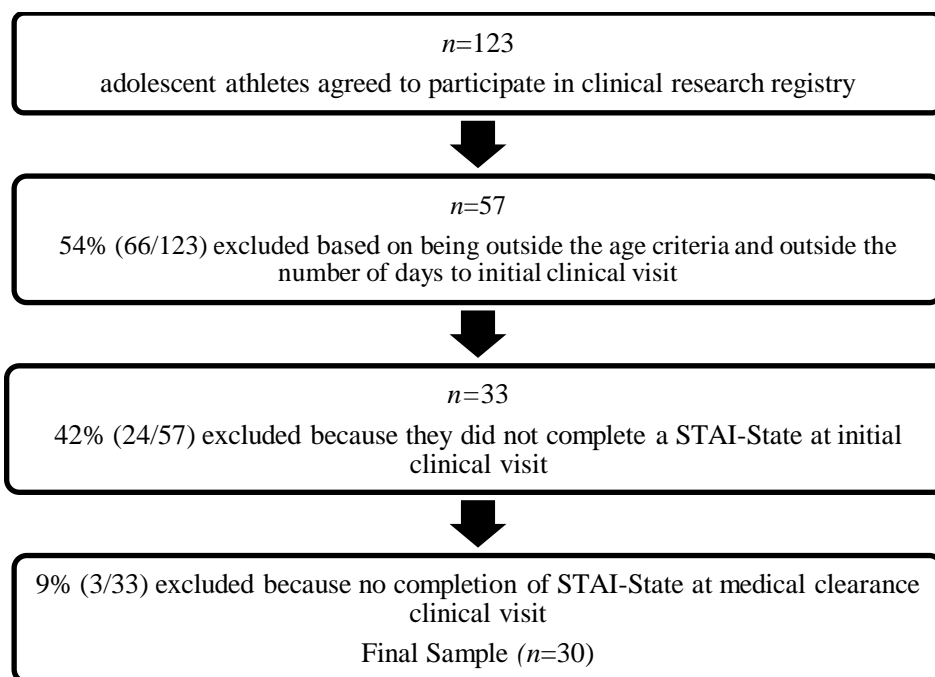 n=123
adolescent athletes agreed to participate in clinical research registry
n=57
54% (66/123) excluded based on being outside the age criteria and outside the
number of days to initial clinical visit
n=33
42% (24/57) excluded because they did not complete a STAI-State at initial
clinical visit
9% (3/33) excluded because no completion of STAI-State at medical clearance
clinical visit
Final Sample (n=30)